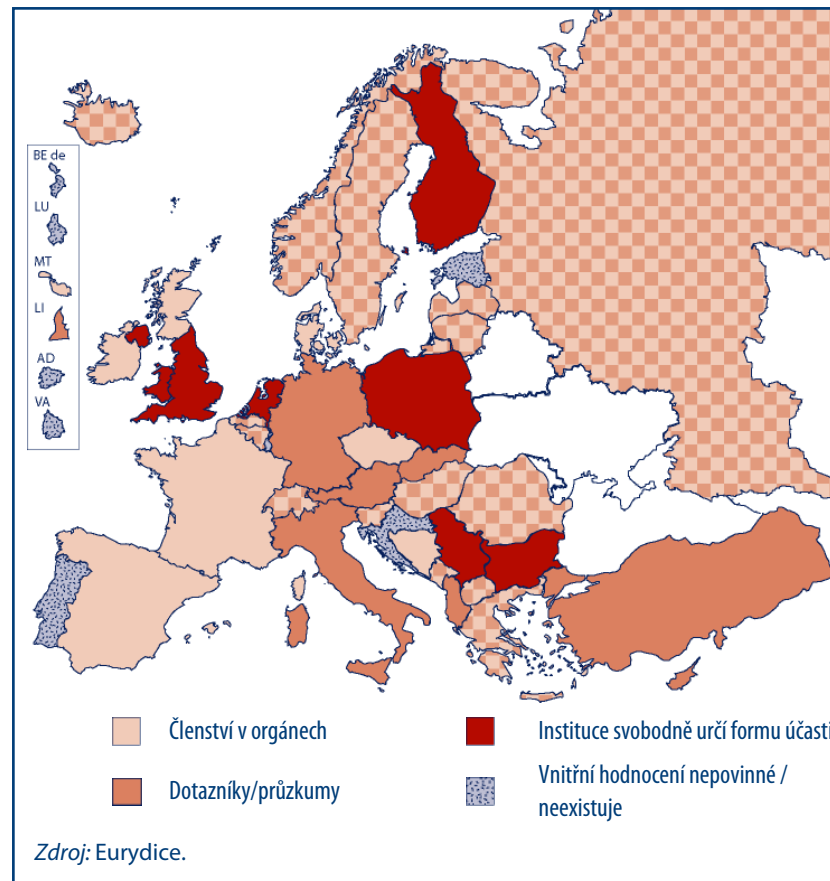 BE de
LU
MT
LI
AD
VA
Členství v orgánech
Instituce svobodně určí formu účasti
Dotazníky/průzkumy
Vnitřní hodnocení nepovinné /
neexistuje
Zdroj: Eurydice.